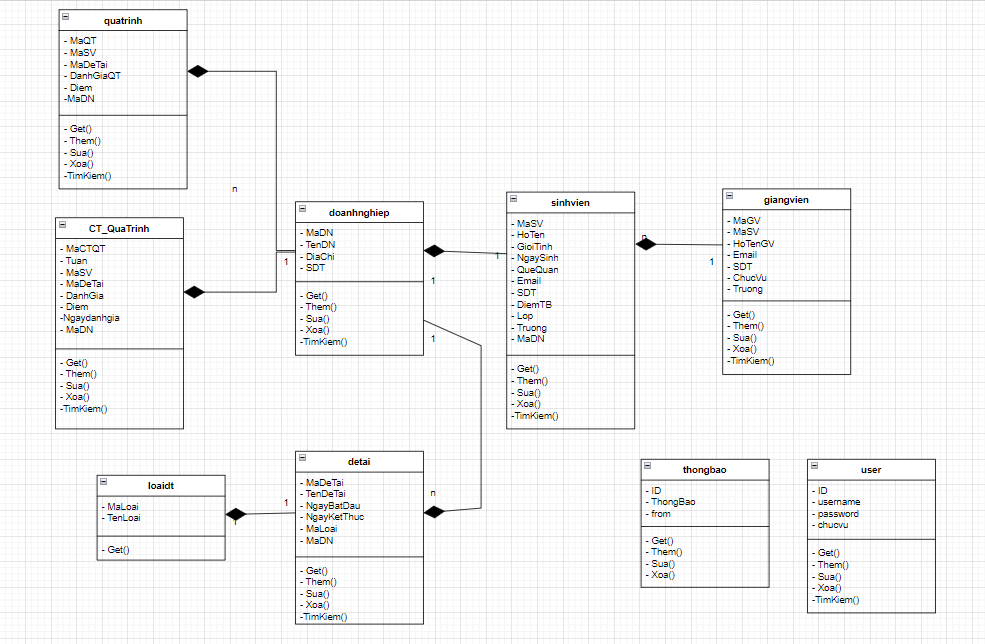 quatrinh
- MaQT
- MaSV
- MaDeTai
- DanhGiaQT
- Diem
-MaDN
- Get()
- Them()
- Sua()
- Xoa()
-TimKiem()
n
CT_QuaTrinh
- MaCTQT
- Tuan
- MaSV
- MaDeTai
- DanhGia
- Diem
-Ngaydanhgia
- MaDN
- Get()
- Them()
- Sua()
- Xoa()
-TimKiem()
1
doanhnghiep
- MaDN
- TenDN
- DiaChi
- SDT
- Get()
- Them()
- Sua()
- Xoa()
-TimKiem()
1
1
1
sinhvien
- MaSV
- HoTen
- GioiTinh
- NgaySinh
- QueQuan
- Email
- SDT
- DiemTB
- Lop
- Truong
- MaDN
- Get()
- Them()
- Sua()
- Xoa()
-TimKiem()
n
1
giangvien
- MaGV
- MaSV
- HoTenGV
- Email
- SDT
- ChucVu
- Truong
- Get()
- Them()
- Sua()
- Xoa()
-TimKiem()
loaidt
- MaLoai
- TenLoai
- Get()
1
1
detai
- MaDeTai
- TenDeTai
- NgayBatDau
- NgayKetThuc
- MaLoai
- MaDN
- Get()
- Them()
- Sua()
- Xoa()
-TimKiem()
n
thongbao
- ID
- ThongBao
- from
- Get()
- Them()
- Sua()
- Xoa()
user
- ID
- username
- password
- chucvu
- Get()
- Them()
- Sua()
- Xoa()
-TimKiem()